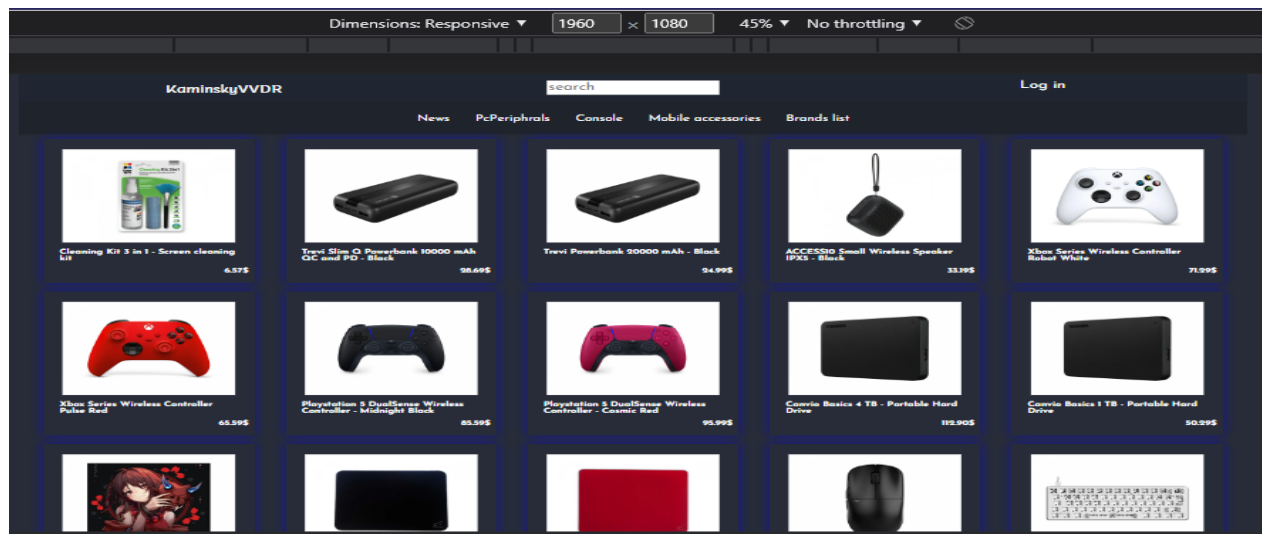 Dimensions: Responsive ▼ 1960 × 1080 45% ▼ No throttling ▼
KaminskyVVDR search Log in
News PcPeriphrals Console Mobile accessories Brands list
Cleaning Kit 3 in 1 - Screen cleaning
kit
6.57$
Trevi Slim Q Powerbank 10000 mAh
QC and PD - Black
28.69$
Trevi Powerbank 20000 mAh - Black
24.99$
ACCESS10 Small Wireless Speaker
IPX5 - Black
33.19$
Xbox Series Wireless Controller
Robot White
71.29$
Xbox Series Wireless Controller
Pulse Red
65.59$
Playstation 5 DualSense Wireless
Controller - Midnight Black
85.59$
Playstation 5 DualSense Wireless
Controller - Cosmic Red
95.99$
Canvio Basics 4 TB - Portable Hard
Drive
112.90$
Canvio Basics 1 TB - Portable Hard
Drive
50.29$